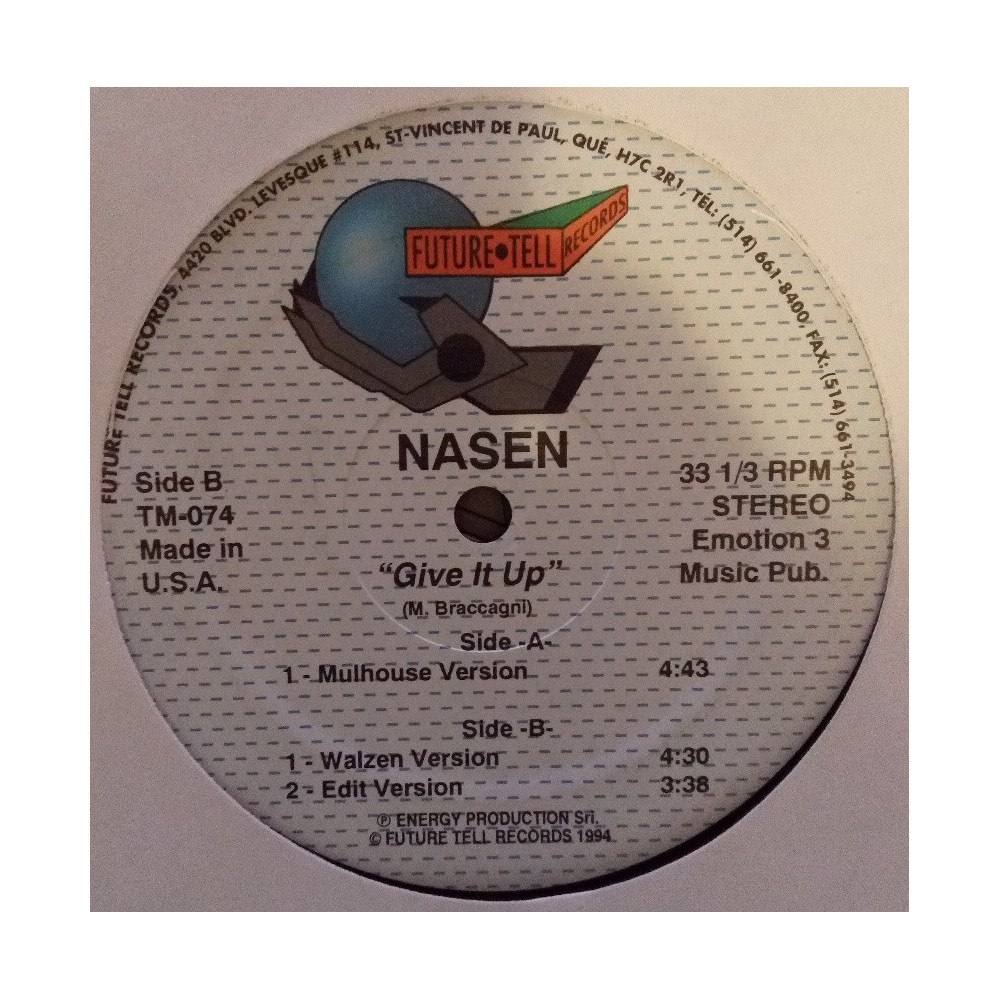 FUTURE TELL RECORDS, 4420 BLVD. LEVESQUE #114, ST-VINCENT DE PAUL, QUÉ, H7C 2R1, TÉL: (514) 661-8400, FAX: (514) 661-3494
FUTURE•TELL RECORDS
NASEN
Side B
TM-074
Made in
U.S.A.
33 1/3 RPM
STEREO
Emotion 3
Music Pub.
"Give It Up"
(M. Braccagni)
Side -A-
1 - Mulhouse Version 4:43
Side -B-
1 - Walzen Version 4:30
2 - Edit Version 3:38
℗ ENERGY PRODUCTION Srl.
© FUTURE TELL RECORDS 1994